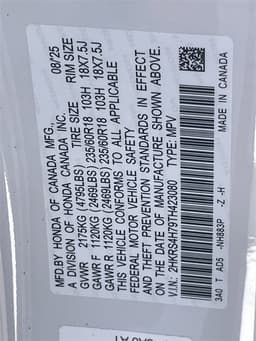 MFD.BY HONDA OF CANADA MFG., 08/25
A DIVISION OF HONDA CANADA INC.
TIRE SIZE RIM SIZE
GVWR 2175KG (4795LBS)
GAWR F 1120KG (2469LBS) 235/60R18 103H 18X7.5J
GAWR R 1120KG (2469LBS) 235/60R18 103H 18X7.5J
THIS VEHICLE CONFORMS TO ALL APPLICABLE
FEDERAL MOTOR VEHICLE SAFETY
AND THEFT PREVENTION STANDARDS IN EFFECT
ON THE DATE OF MANUFACTURE SHOWN ABOVE.
V.I.N.: 2HKRS4H79TH423080 TYPE: MPV
3A0 T AD5 -NH883P -Z -H
MADE IN CANADA